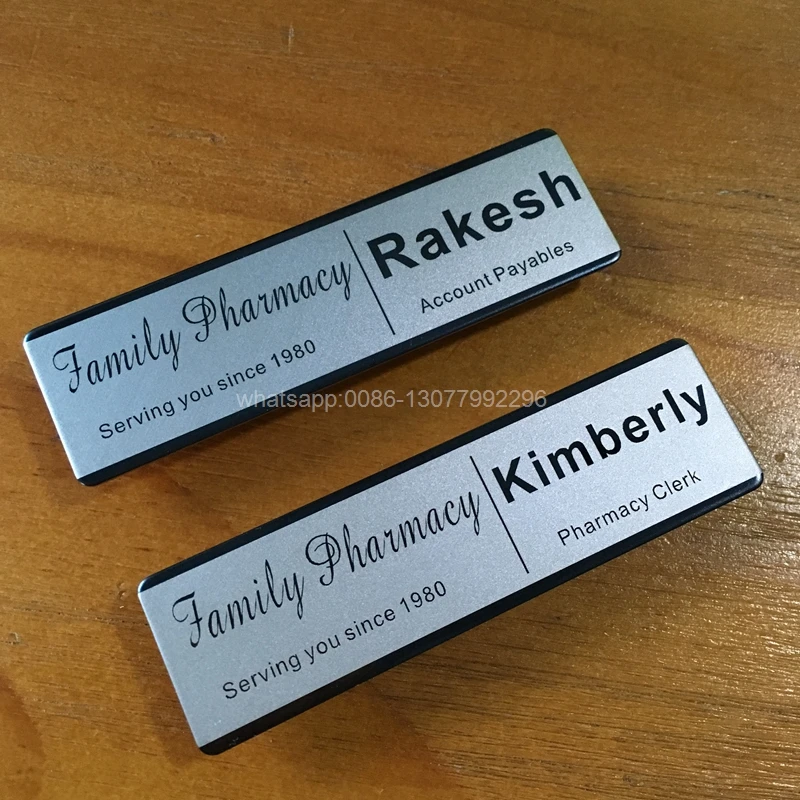 Family Pharmacy
Serving you since 1980
Rakesh
Account Payables
whatsapp:0086-13077992296
Family Pharmacy
Serving you since 1980
Kimberly
Pharmacy Clerk